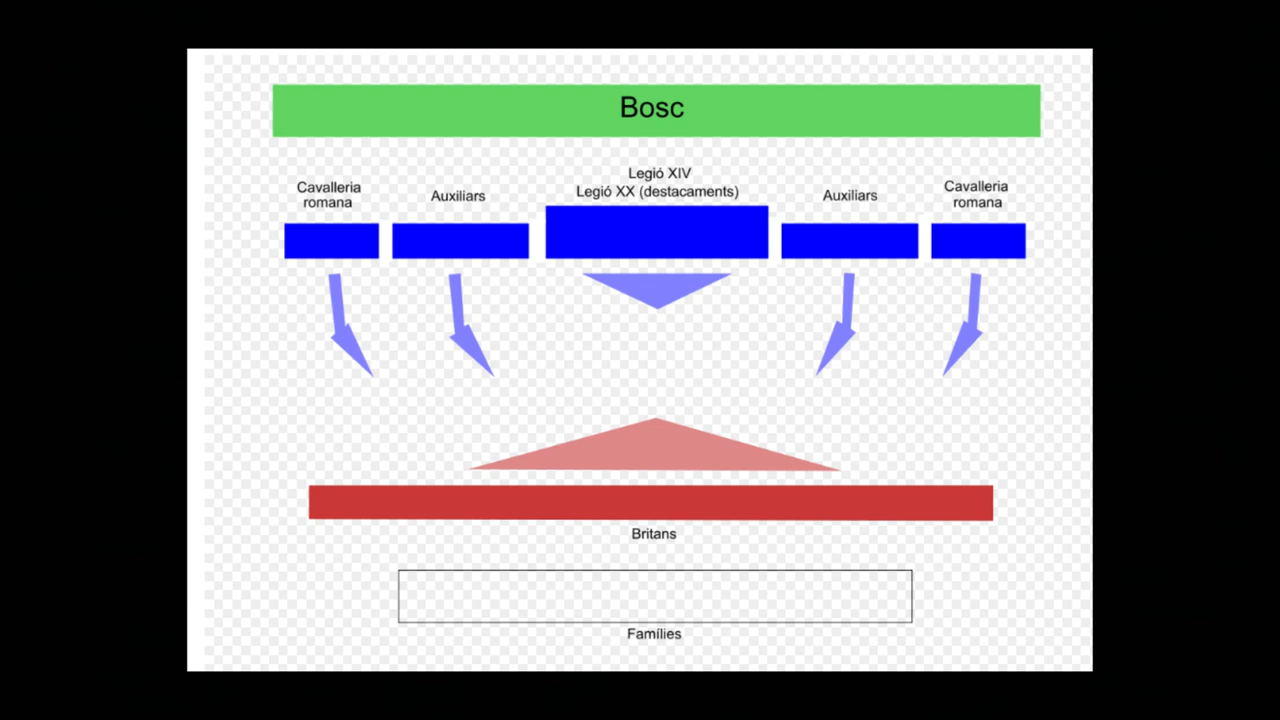 Bosc
Legió XIV
Legió XX (destacaments)
Cavalleria
romana
Auxiliars
Auxiliars
Cavalleria
romana
Britans
Famílies